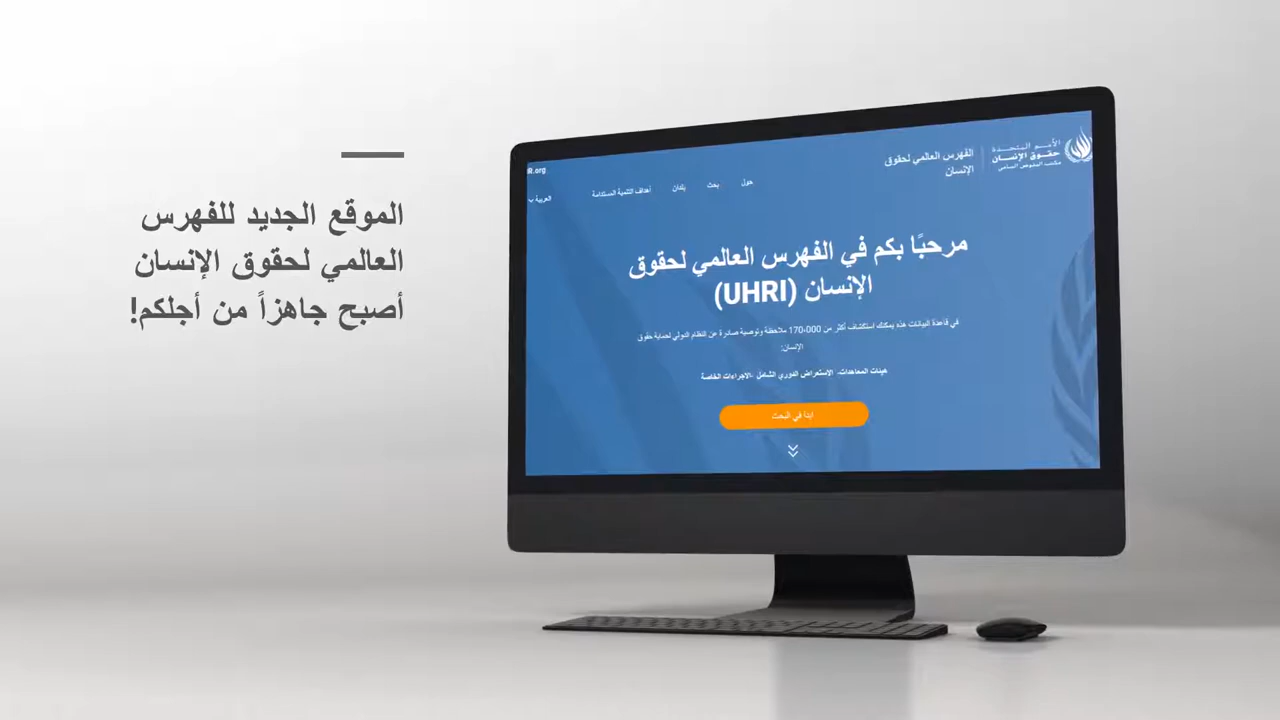 الموقع الجديد للفهرس
العالمي لحقوق الإنسان
أصبح جاهزاً من أجلكم!
الأمم المتحدة
حقوق الإنسان
مكتب المفوض السامي
الفهرس العالمي لحقوق
الإنسان
حول بحث بلدان أهداف التنمية المستدامة
R.org
العربية
مرحبًا بكم في الفهرس العالمي لحقوق
الإنسان (UHRI)
في قاعدة البيانات هذه يمكنك استكشاف أكثر من 170-000 ملاحظة وتوصية صادرة عن النظام الدولي لحماية حقوق
الإنسان:
هيئات المعاهدات- الاستعراض الدوري الشامل -الاجراءات الخاصة
ابدأ في البحث